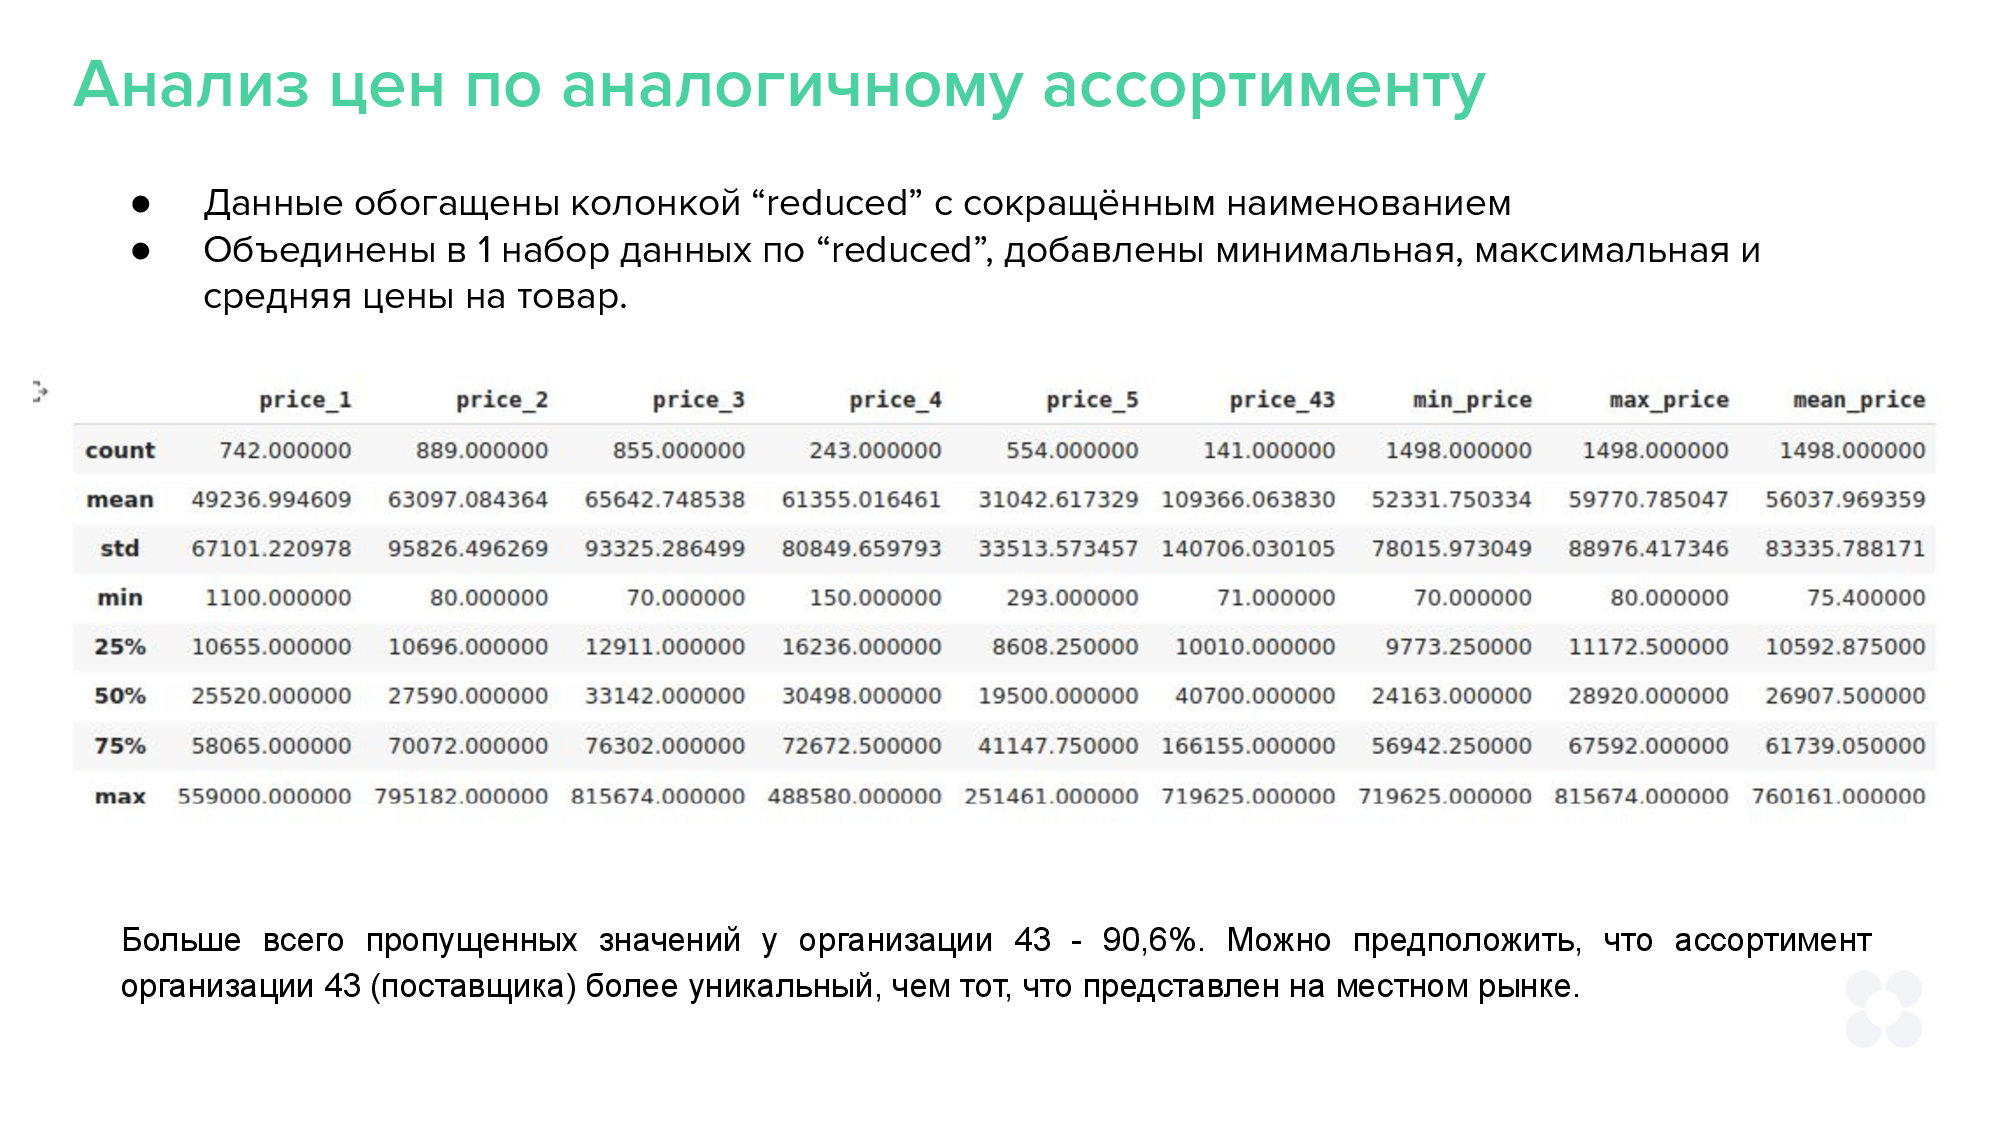 Анализ цен по аналогичному ассортименту
● Данные обогащены колонкой “reduced” с сокращённым наименованием
● Объединены в 1 набор данных по “reduced”, добавлены минимальная, максимальная и
средняя цены на товар.
price_1 price_2 price_3 price_4 price_5 price_43 min_price max_price mean_price
count 742.000000 889.000000 855.000000 243.000000 554.000000 141.000000 1498.000000 1498.000000 1498.000000
mean 49236.994609 63097.084364 65642.748538 61355.016461 31042.617329 109366.063830 52331.750334 59770.785047 56037.969359
std 67101.220978 95826.496269 93325.286499 80849.659793 33513.573457 140706.030105 78015.973049 88976.417346 83335.788171
min 1100.000000 80.000000 70.000000 150.000000 293.000000 71.000000 70.000000 80.000000 75.400000
25% 10655.000000 10696.000000 12911.000000 16236.000000 8608.250000 10010.000000 9773.250000 11172.500000 10592.875000
50% 25520.000000 27590.000000 33142.000000 30498.000000 19500.000000 40700.000000 24163.000000 28920.000000 26907.500000
75% 58065.000000 70072.000000 76302.000000 72672.500000 41147.750000 166155.000000 56942.250000 67592.000000 61739.050000
max 559000.000000 795182.000000 815674.000000 488580.000000 251461.000000 719625.000000 719625.000000 815674.000000 760161.000000
Больше всего пропущенных значений у организации 43 - 90,6%. Можно предположить, что ассортимент
организации 43 (поставщика) более уникальный, чем тот, что представлен на местном рынке.